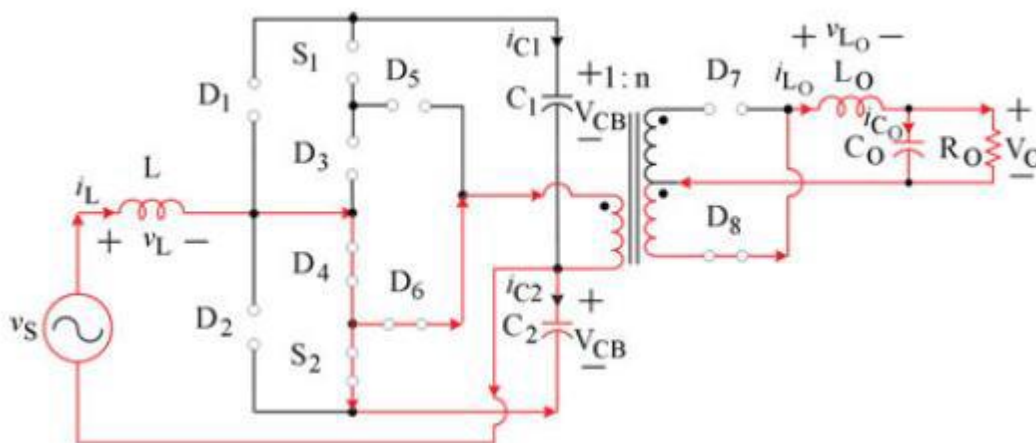 S1
iC1
+ vLO −
D1
D5
+1:n
C1
VCB
−
D7
iLO
LO
D3
iCO
CO
RO
+
VO
−
iL
L
+ vL −
D4
D6
D8
vS
D2
S2
iC2
C2
+
VCB
−